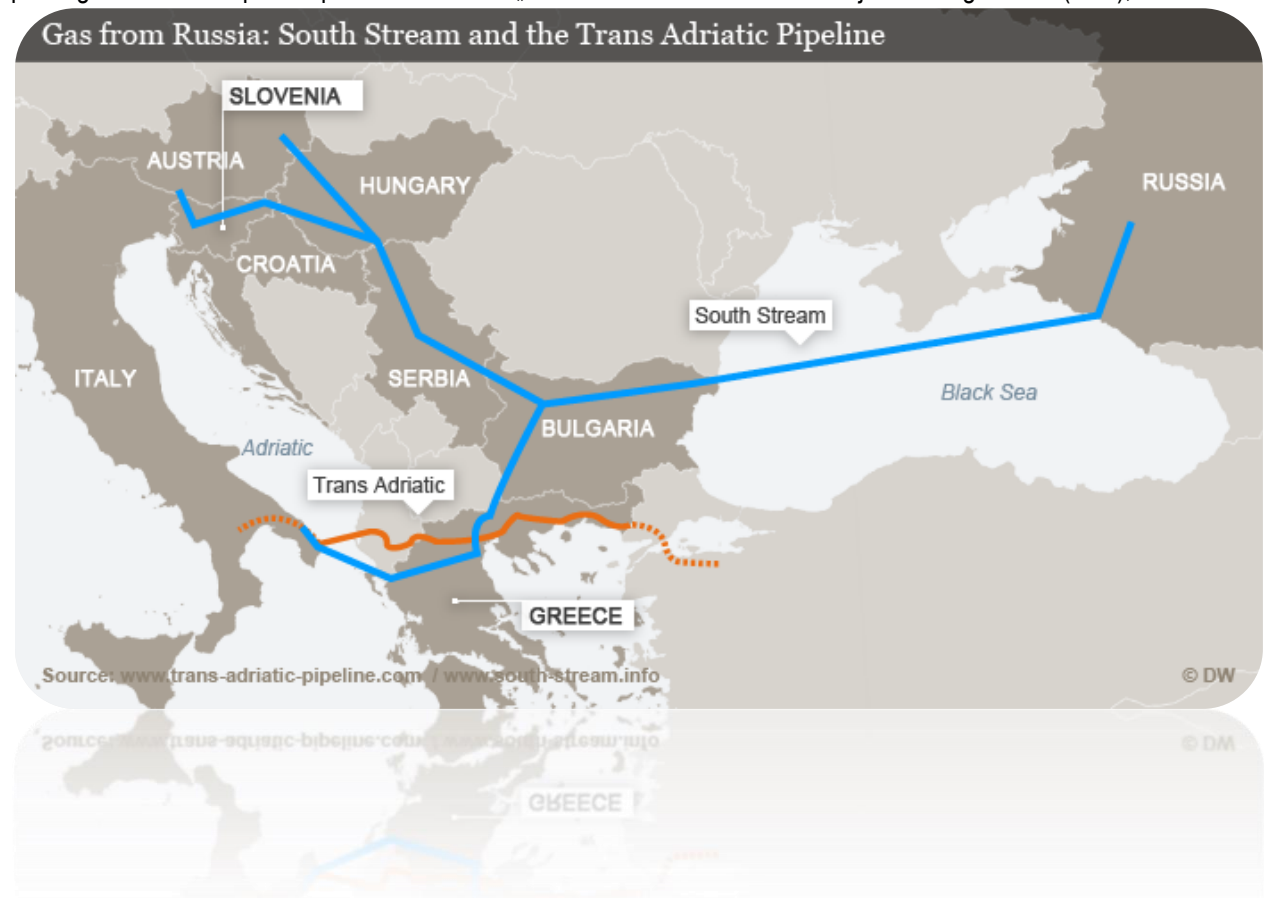 Gas from Russia: South Stream and the Trans Adriatic Pipeline
SLOVENIA
AUSTRIA
HUNGARY
RUSSIA
CROATIA
South Stream
ITALY
SERBIA
Black Sea
BULGARIA
Adriatic
Trans Adriatic
GREECE
Source: www.trans-adriatic-pipeline.com / www.south-stream.info
© DW